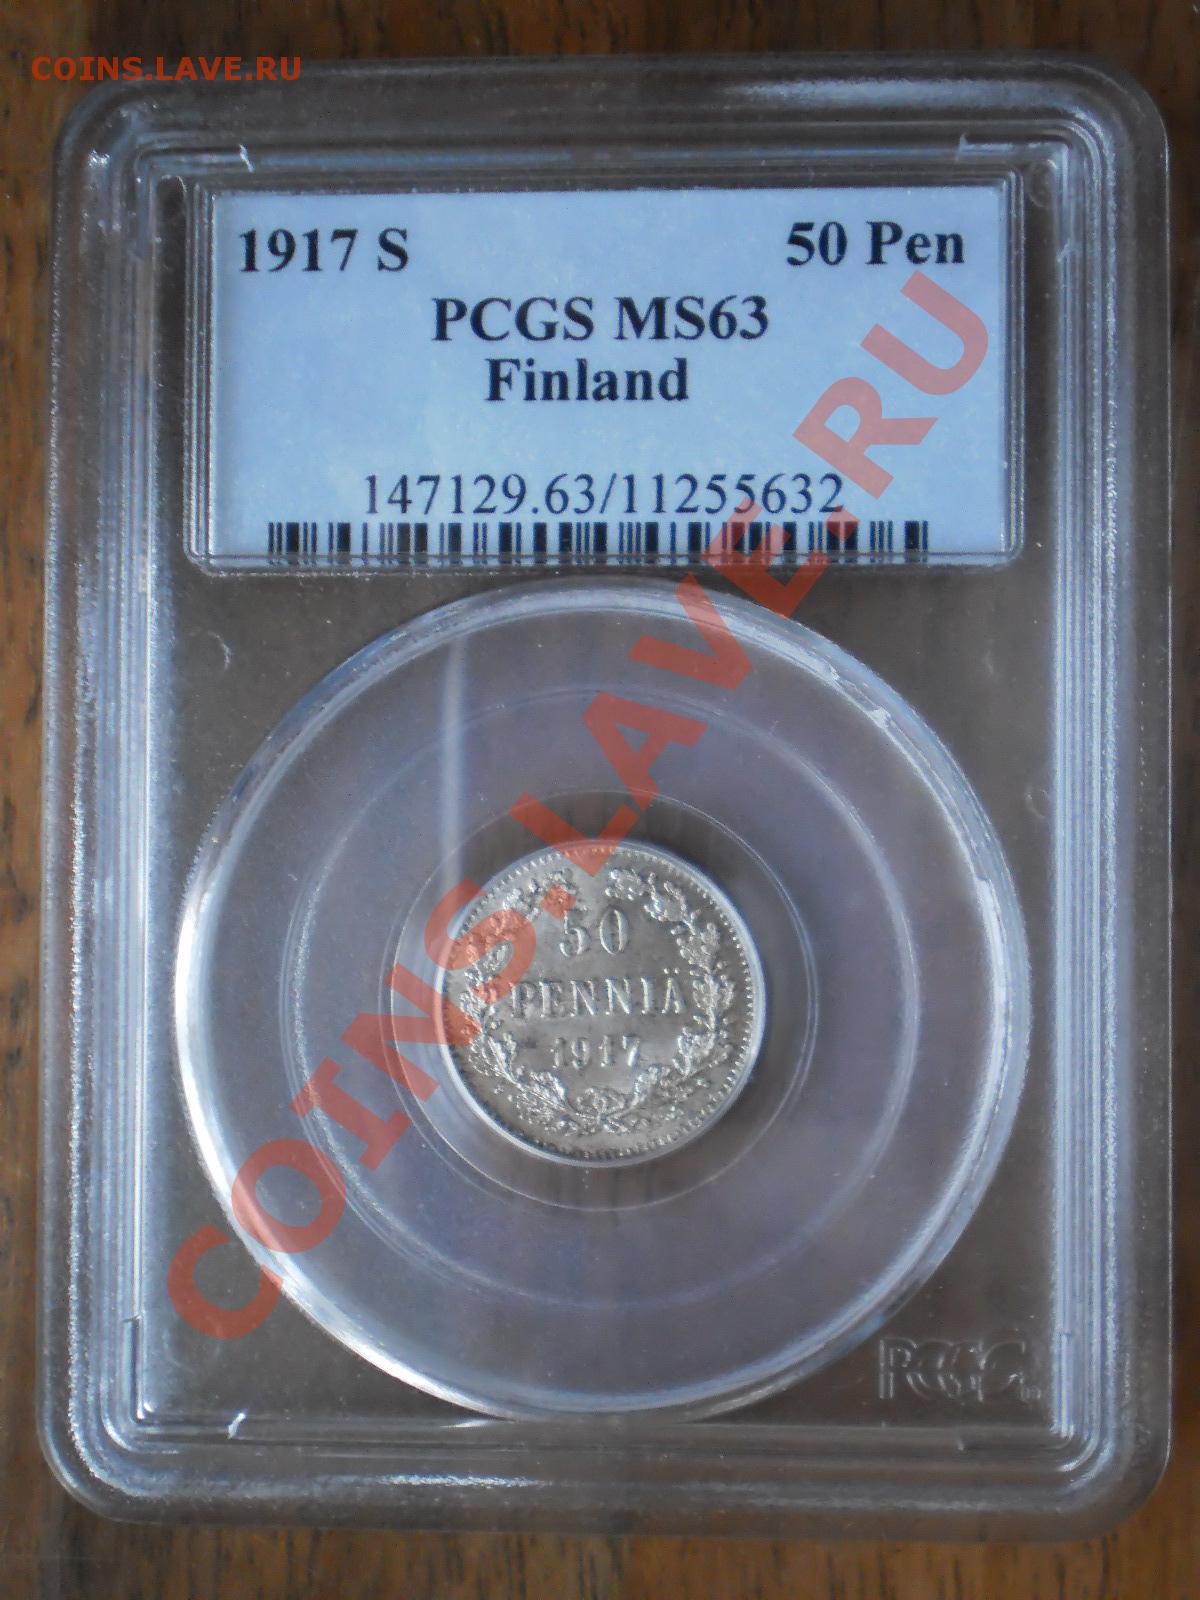 COINS.LAVE.RU
1917 S 50 Pen
PCGS MS63
Finland
147129.63/11255632
COINS.LAVE.RU
50
PENNIÄ
1917
PCGS